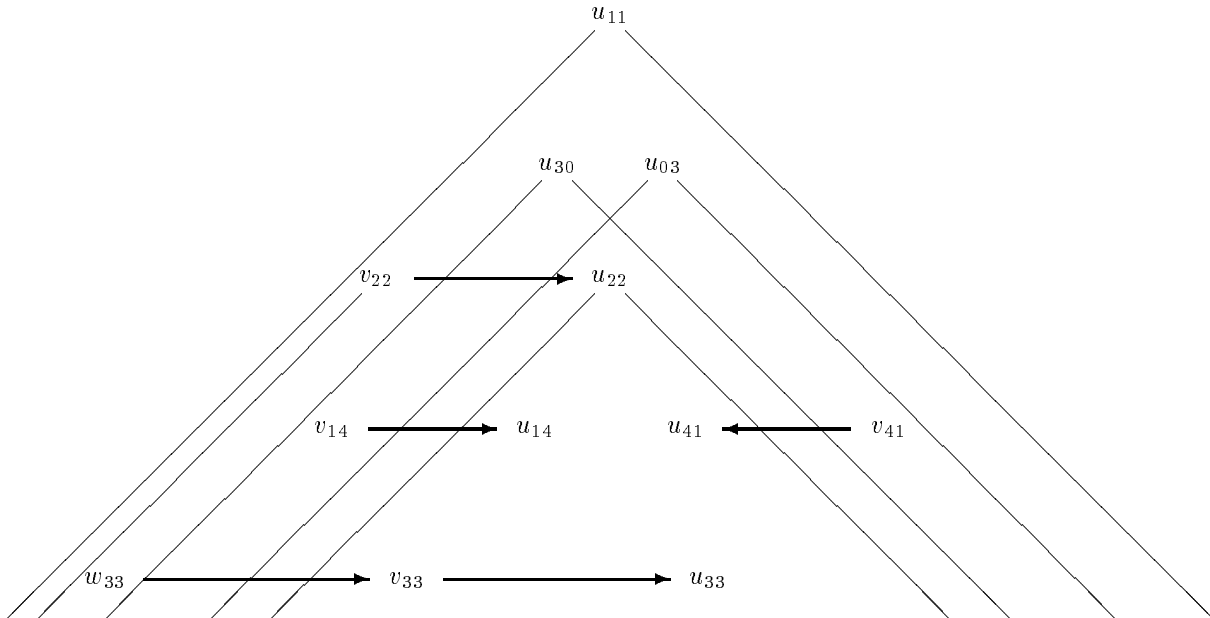 u₁₁
u₃₀ u₀₃
v₂₂ u₂₂
v₁₄ u₁₄ u₄₁ v₄₁
w₃₃ v₃₃ u₃₃